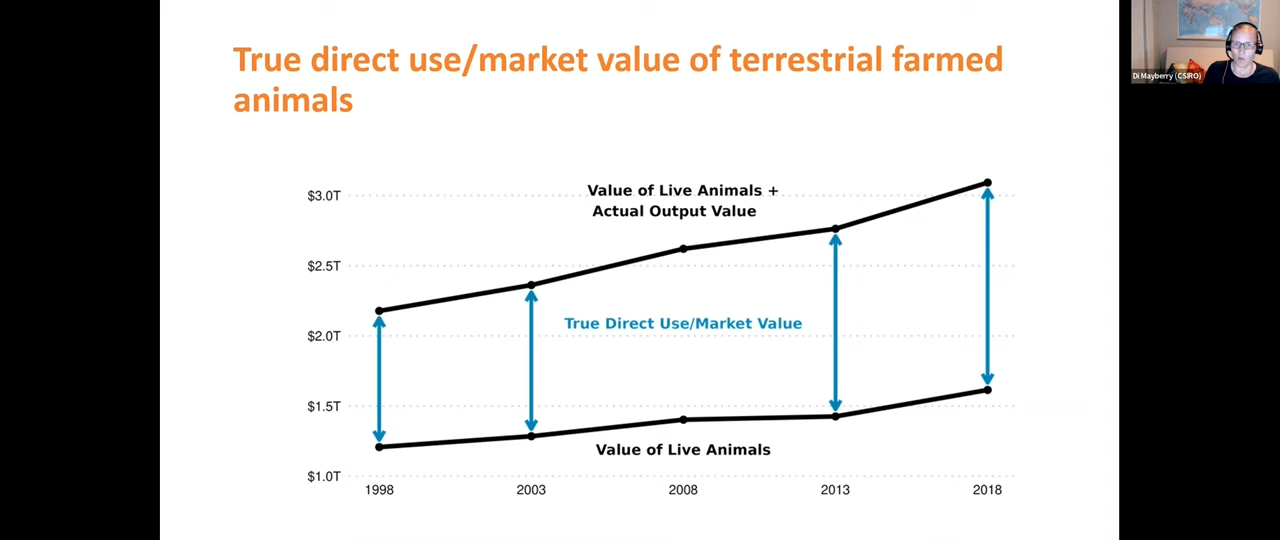 True direct use/market value of terrestrial farmed
animals
Di Mayberry (CSIRO)
$3.0T
Value of Live Animals +
Actual Output Value
$2.5T
True Direct Use/Market Value
$2.0T
$1.5T
Value of Live Animals
$1.0T
1998 2003 2008 2013 2018